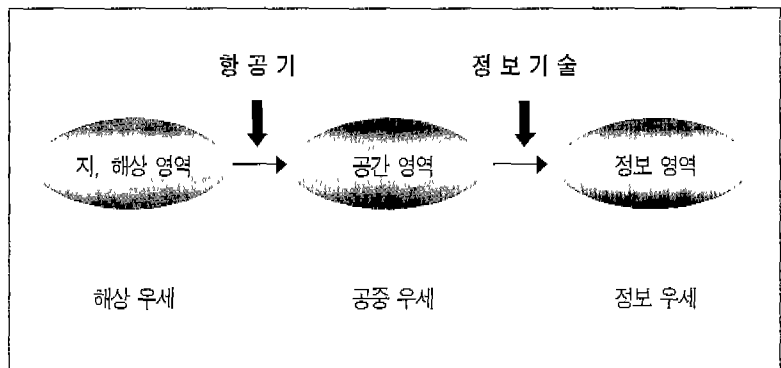 항공기 정보기술
지, 해상 영역 공간 영역 정보 영역
해상 우세 공중 우세 정보 우세